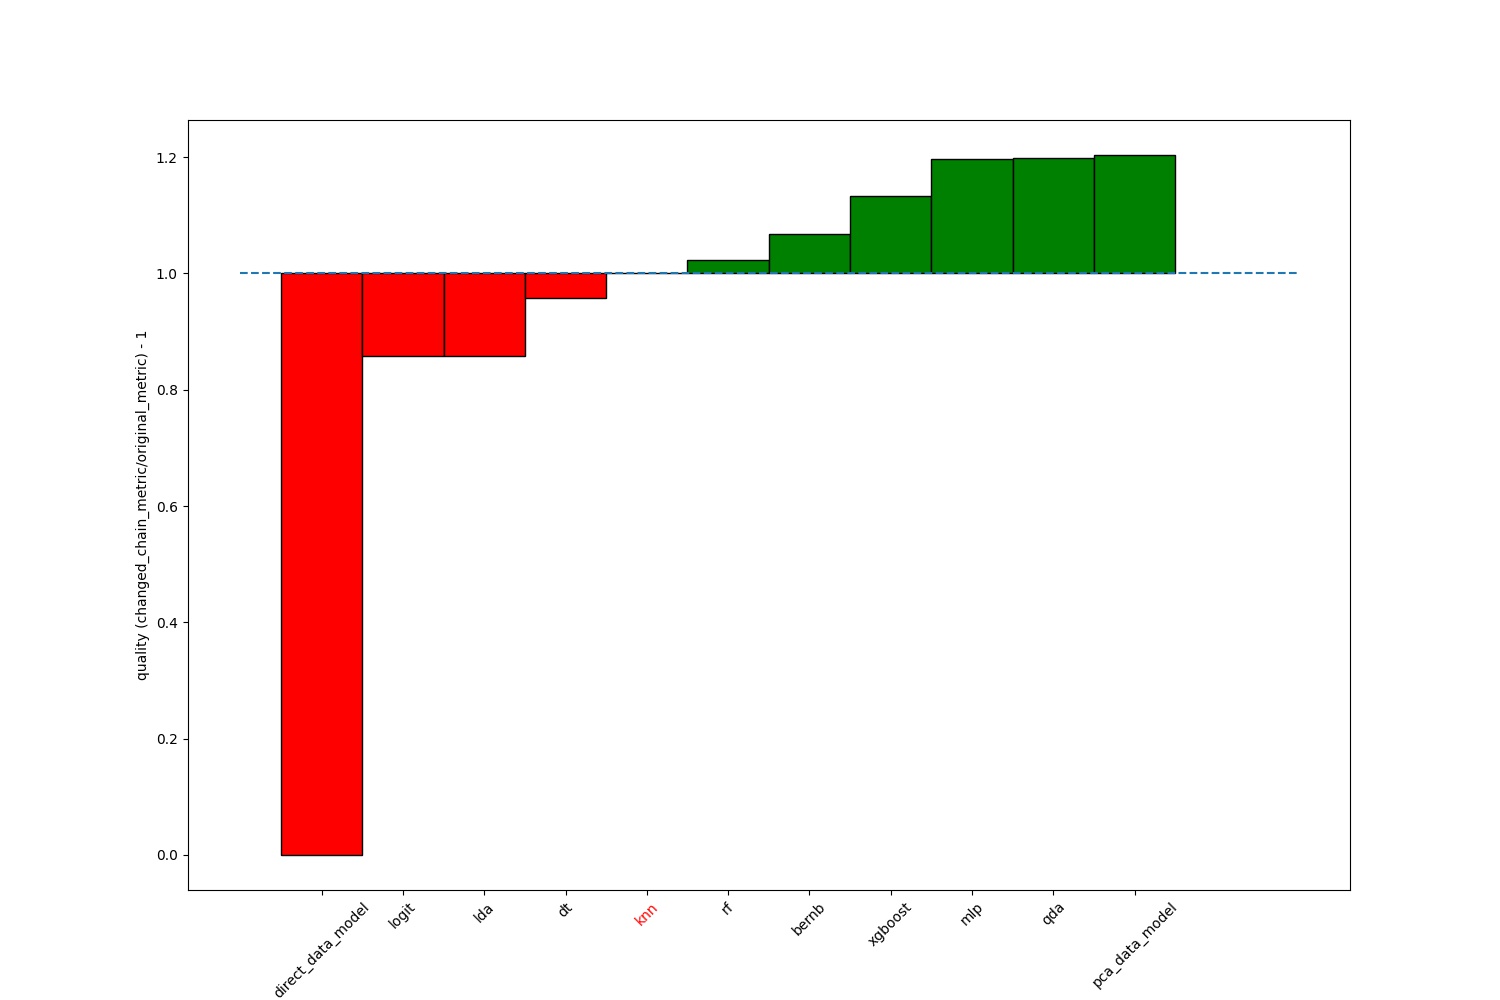 quality (changed_chain_metric/original_metric) - 1
1.2
1.0
0.8
0.6
0.4
0.2
0.0
direct_data_model
logit
lda
dt
knn
rf
bernb
xgboost
mlp
qda
pca_data_model